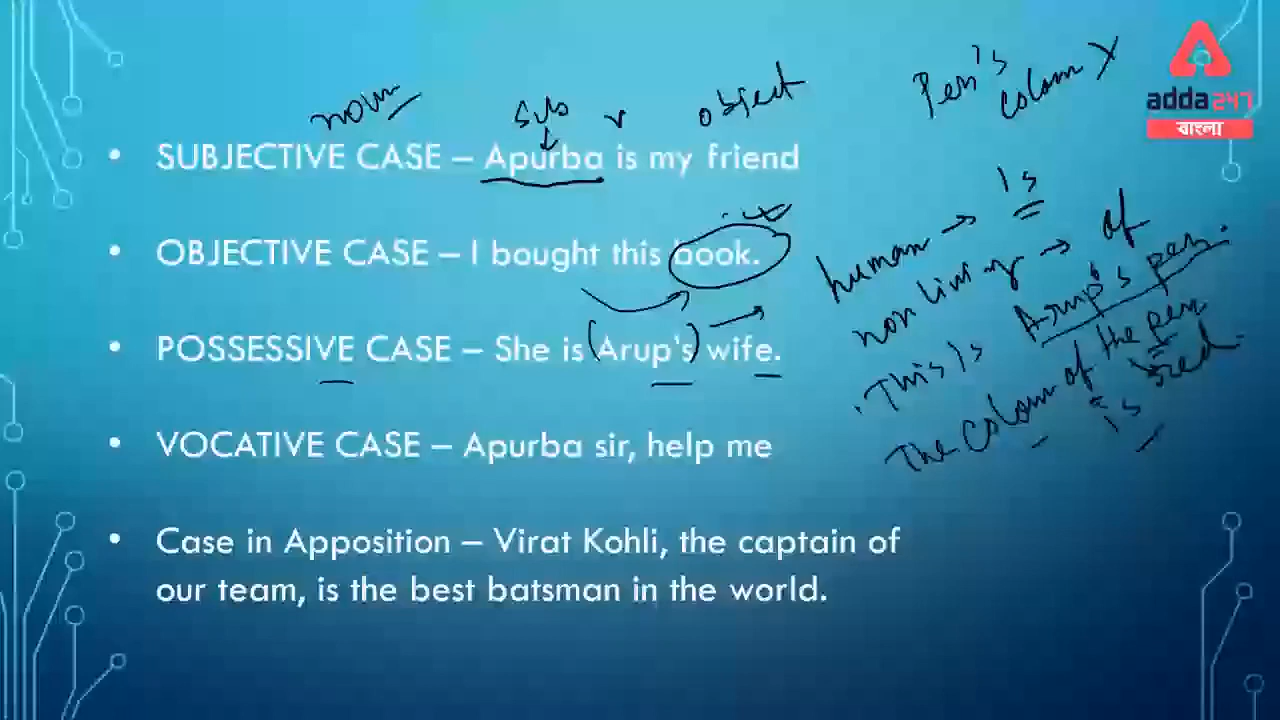 Pen's
colour X
adda247
বাংলা
noun
sub v object
• SUBJECTIVE CASE – Apurba is my friend
• OBJECTIVE CASE – I bought this book.
• POSSESSIVE CASE – She is (Arup's) wife.
• VOCATIVE CASE – Apurba sir, help me
• Case in Apposition – Virat Kohli, the captain of
our team, is the best batsman in the world.
human → 's
non living → of
This is Arup's pen.
The colour of the pen
is red.